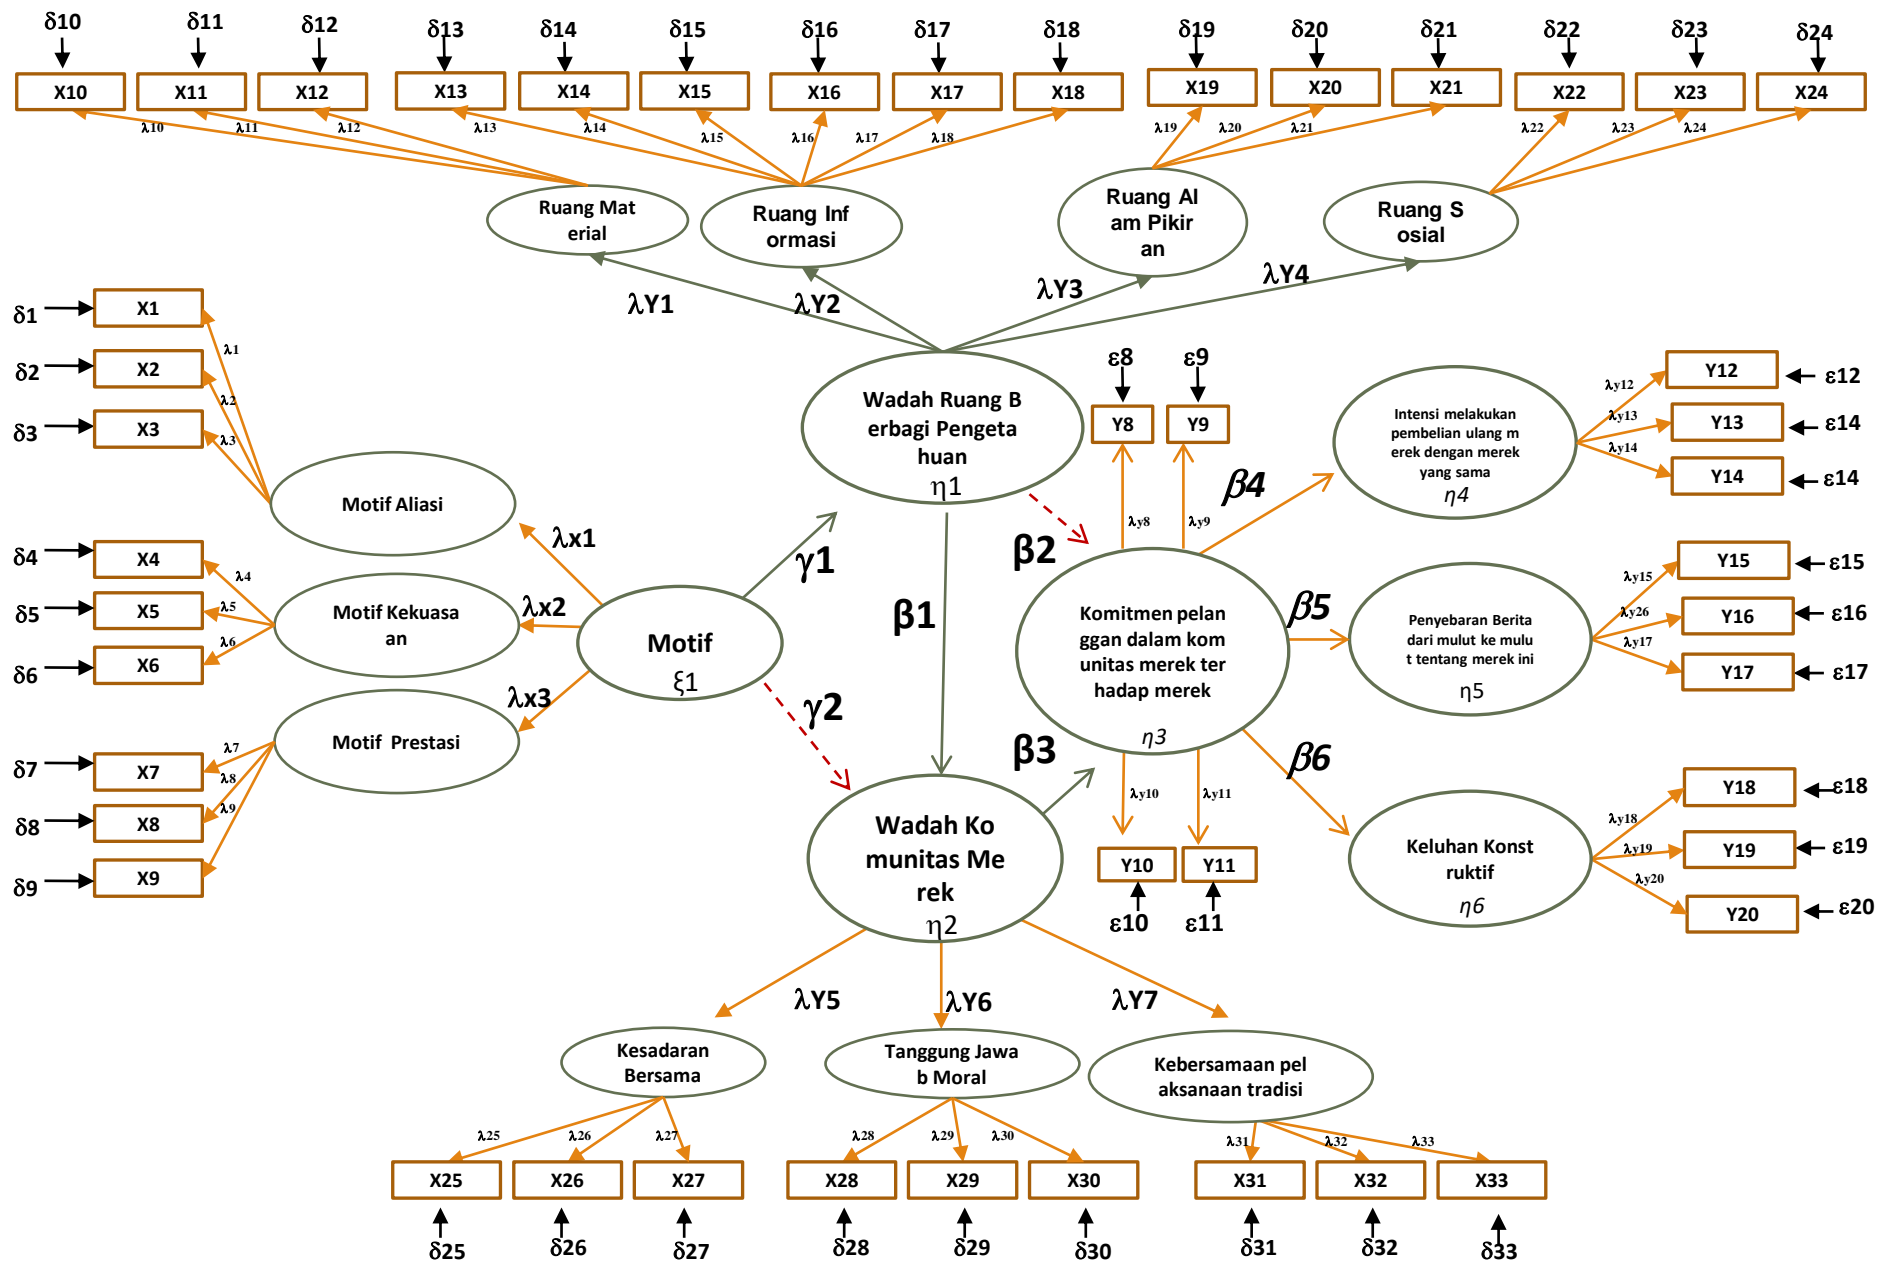 δ10 δ11 δ12 δ13 δ14 δ15 δ16 δ17 δ18 δ19 δ20 δ21 δ22 δ23 δ24
X10 X11 X12 X13 X14 X15 X16 X17 X18 X19 X20 X21 X22 X23 X24
λ10 λ11 λ12 λ13 λ14 λ15 λ16 λ17 λ18 λ19 λ20 λ21 λ22 λ23 λ24
Ruang Mat
erial
Ruang Inf
ormasi
Ruang Al
am Pikir
an
Ruang S
osial
λY1 λY2 λY3 λY4
δ1 X1 λ1
δ2 X2 λ2
δ3 X3 λ3
Motif Aliasi
δ4 X4 λ4
δ5 X5 λ5
δ6 X6 λ6
Motif Kekuasa
an
δ7 X7 λ7
δ8 X8 λ8
δ9 X9 λ9
Motif Prestasi
λx1
λx2
λx3
Motif
ξ1
γ1
γ2
Wadah Ruang B
erbagi Pengeta
huan
η1
β1
β2
β3
ε8 ε9
Y8 Y9
λy8 λy9
Komitmen pelan
ggan dalam kom
unitas merek ter
hadap merek
η3
λy10 λy11
Y10 Y11
ε10 ε11
β4
β5
β6
Intensi melakukan
pembelian ulang m
erek dengan merek
yang sama
η4
λy12 Y12 ε12
λy13 Y13 ε14
λy14 Y14 ε14
Penyebaran Berita
dari mulut ke mulu
t tentang merek ini
η5
λy15 Y15 ε15
λy26 Y16 ε16
λy17 Y17 ε17
Keluhan Konst
ruktif
η6
λy18 Y18 ε18
λy19 Y19 ε19
λy20 Y20 ε20
Wadah Ko
munitas Me
rek
η2
λY5 λY6 λY7
Kesadaran
Bersama
Tanggung Jawa
b Moral
Kebersamaan pel
aksanaan tradisi
λ25 λ26 λ27 λ28 λ29 λ30 λ31 λ32 λ33
X25 X26 X27 X28 X29 X30 X31 X32 X33
δ25 δ26 δ27 δ28 δ29 δ30 δ31 δ32 δ33